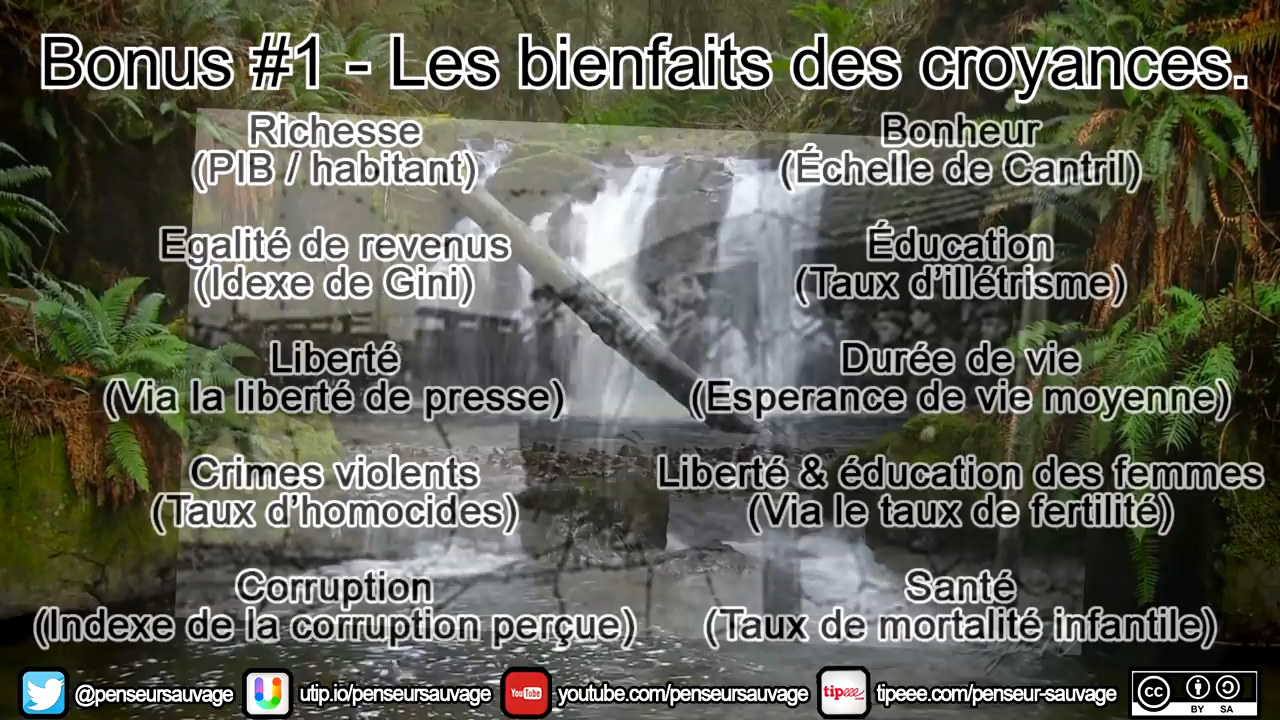 Bonus #1 - Les bienfaits des croyances.
Richesse
(PIB / habitant)
Bonheur
(Échelle de Cantril)
Egalité de revenus
(Idexe de Gini)
Éducation
(Taux d'illétrisme)
Liberté
(Via la liberté de presse)
Durée de vie
(Esperance de vie moyenne)
Crimes violents
(Taux d'homocides)
Liberté & éducation des femmes
(Via le taux de fertilité)
Corruption
(Indexe de la corruption perçue)
Santé
(Taux de mortalité infantile)
@penseursauvage
utip.io/penseursauvage
YouTube
youtube.com/penseursauvage
tipeee
tipeee.com/penseur-sauvage
cc
BY SA